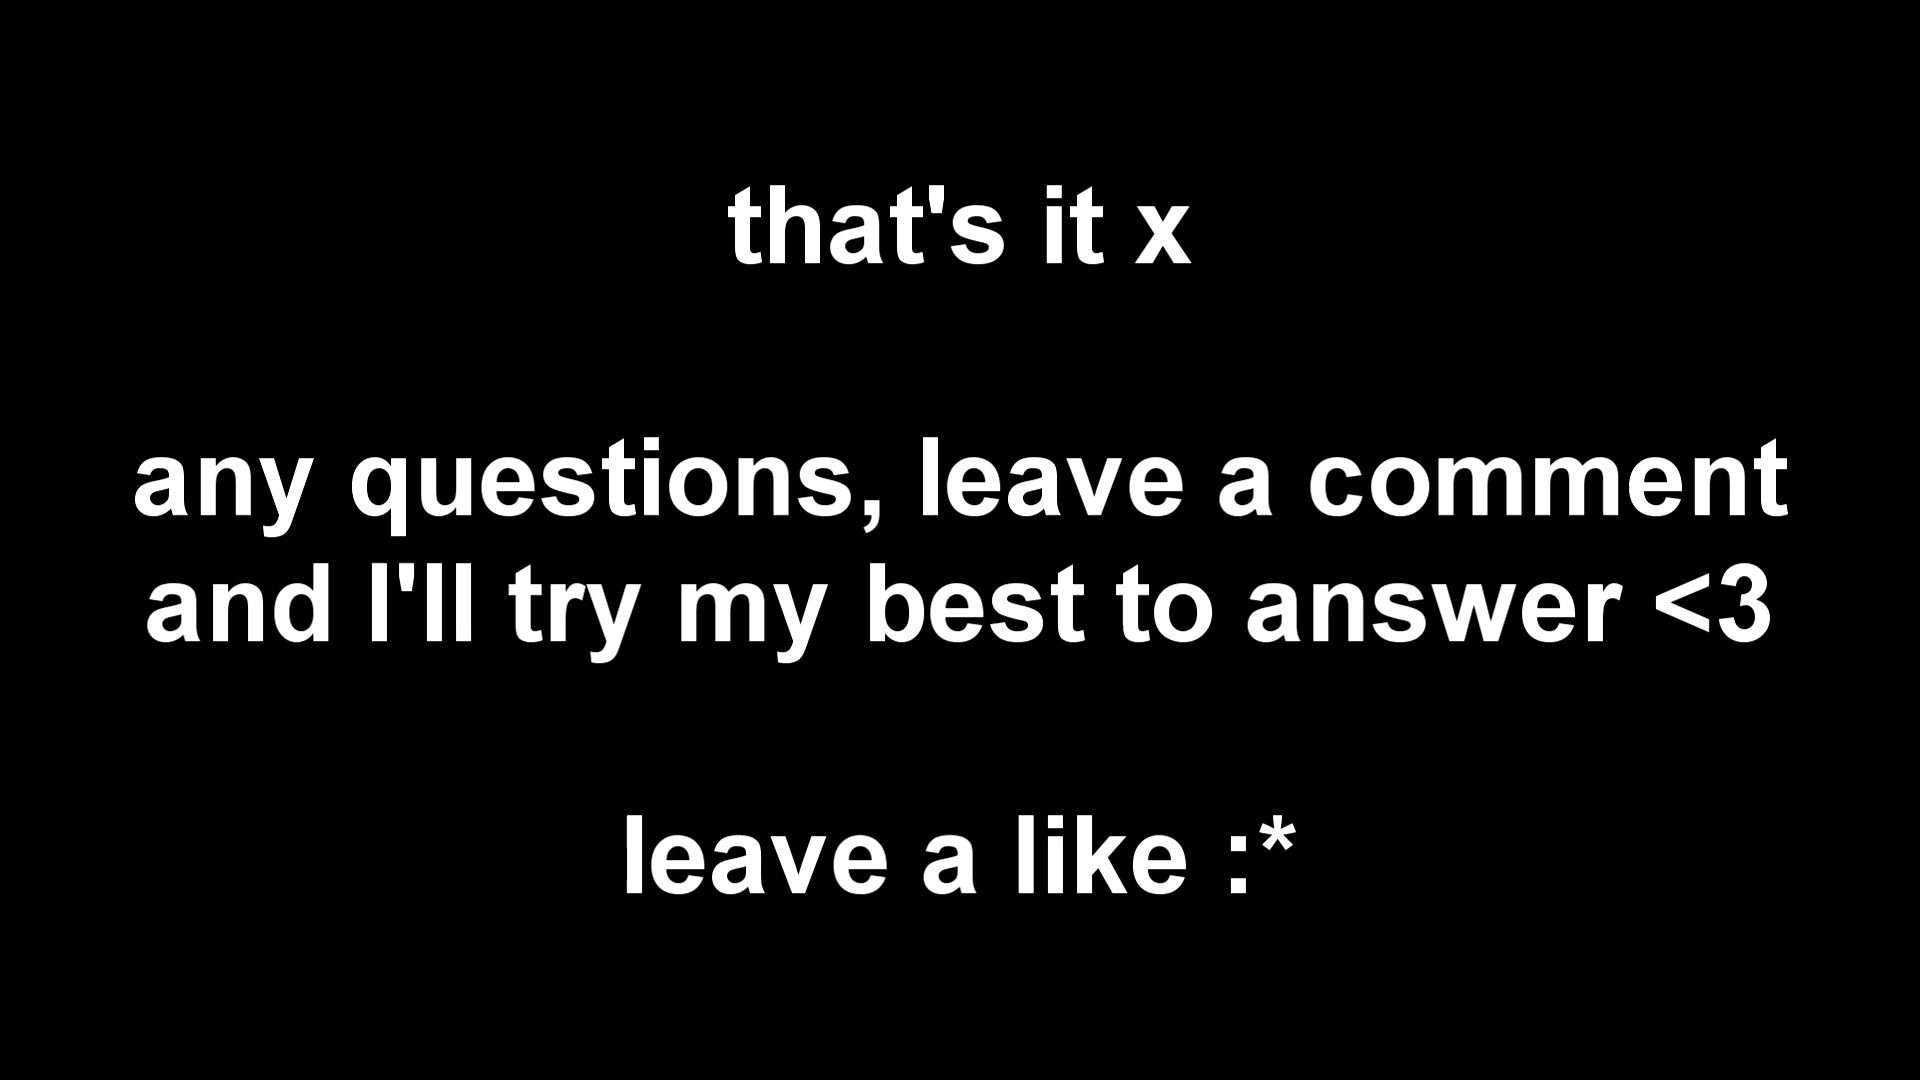 that's it x
any questions, leave a comment
and I'll try my best to answer <3
leave a like :*